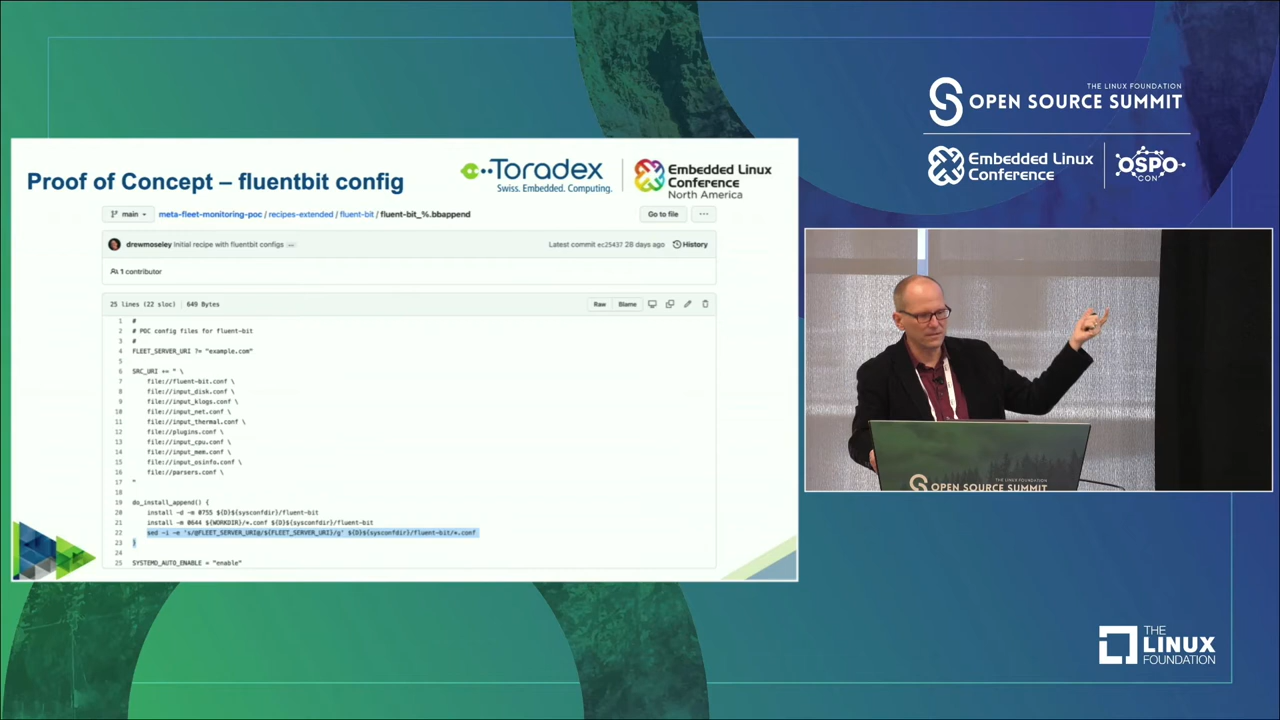 THE LINUX FOUNDATION
OPEN SOURCE SUMMIT
Embedded Linux
Conference
OSPO
CON
Proof of Concept – fluentbit config
Toradex
Swiss. Embedded. Computing.
Embedded Linux
Conference
North America
main
meta-fleet-monitoring-poc / recipes-extended / fluent-bit / fluent-bit_%.bbappend
Go to file
...
drewmoseley Initial recipe with fluentbit configs ...
Latest commit ec25437 28 days ago
History
1 contributor
25 lines (22 sloc) | 649 Bytes
Raw
Blame
1 #
2 # POC config files for fluent-bit
3 #
4 FLEET_SERVER_URI ?= "example.com"
5
6 SRC_URI += " \
7 file://fluent-bit.conf \
8 file://input_disk.conf \
9 file://input_klogs.conf \
10 file://input_net.conf \
11 file://input_thermal.conf \
12 file://plugins.conf \
13 file://input_cpu.conf \
14 file://input_mem.conf \
15 file://input_osinfo.conf \
16 file://parsers.conf \
17 "
18
19 do_install_append() {
20 install -d -m 0755 ${D}${sysconfdir}/fluent-bit
21 install -m 0644 ${WORKDIR}/*.conf ${D}${sysconfdir}/fluent-bit
22 sed -i -e 's/@FLEET_SERVER_URI@/${FLEET_SERVER_URI}/g' ${D}${sysconfdir}/fluent-bit/*.conf
23 }
24
25 SYSTEMD_AUTO_ENABLE = "enable"
THE LINUX FOUNDATION
OPEN SOURCE SUMMIT
THE
LINUX
FOUNDATION